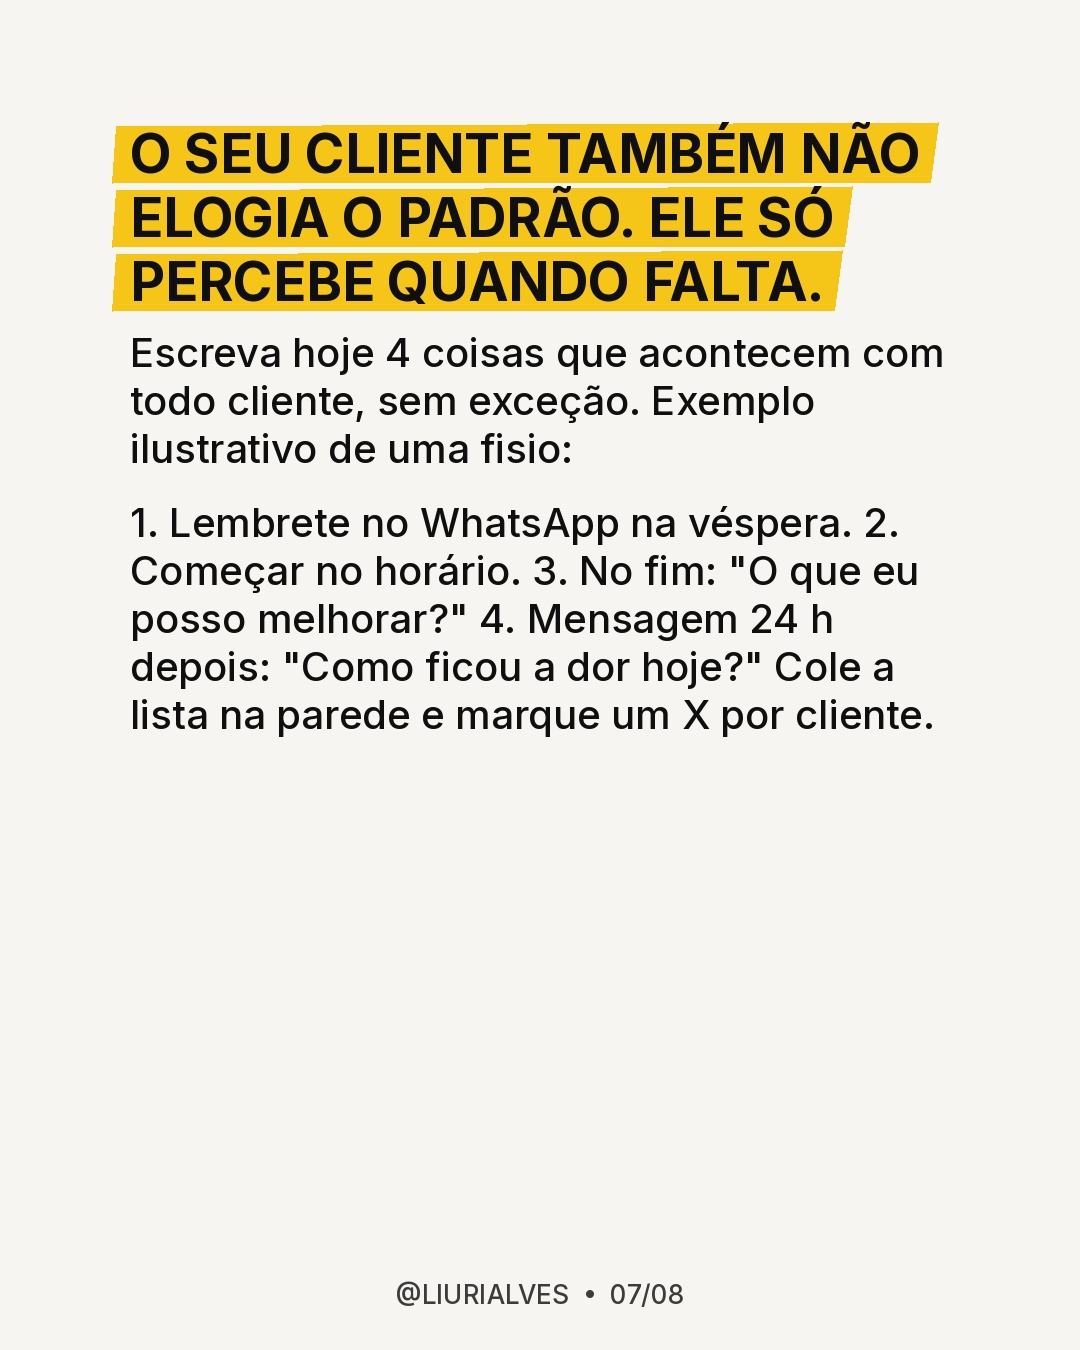 O SEU CLIENTE TAMBÉM NÃO
ELOGIA O PADRÃO. ELE SÓ
PERCEBE QUANDO FALTA.
Escreva hoje 4 coisas que acontecem com
todo cliente, sem exceção. Exemplo
ilustrativo de uma fisio:
1. Lembrete no WhatsApp na véspera. 2.
Começar no horário. 3. No fim: "O que eu
posso melhorar?" 4. Mensagem 24 h
depois: "Como ficou a dor hoje?" Cole a
lista na parede e marque um X por cliente.
@LIURIALVES • 07/08